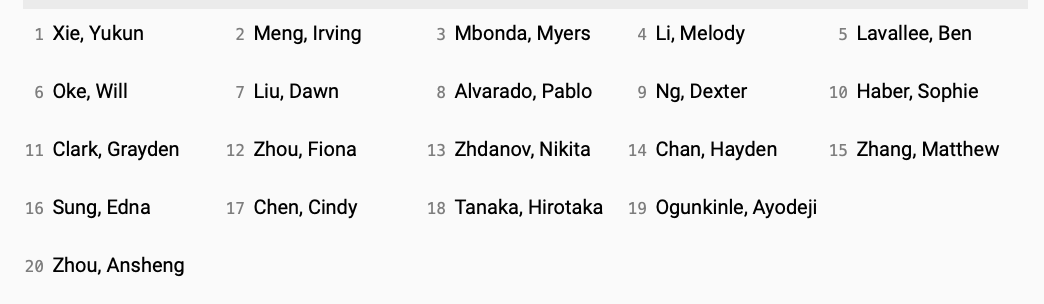 1 Xie, Yukun 2 Meng, Irving 3 Mbonda, Myers 4 Li, Melody 5 Lavallee, Ben
6 Oke, Will 7 Liu, Dawn 8 Alvarado, Pablo 9 Ng, Dexter 10 Haber, Sophie
11 Clark, Grayden 12 Zhou, Fiona 13 Zhdanov, Nikita 14 Chan, Hayden 15 Zhang, Matthew
16 Sung, Edna 17 Chen, Cindy 18 Tanaka, Hirotaka 19 Ogunkinle, Ayodeji
20 Zhou, Ansheng